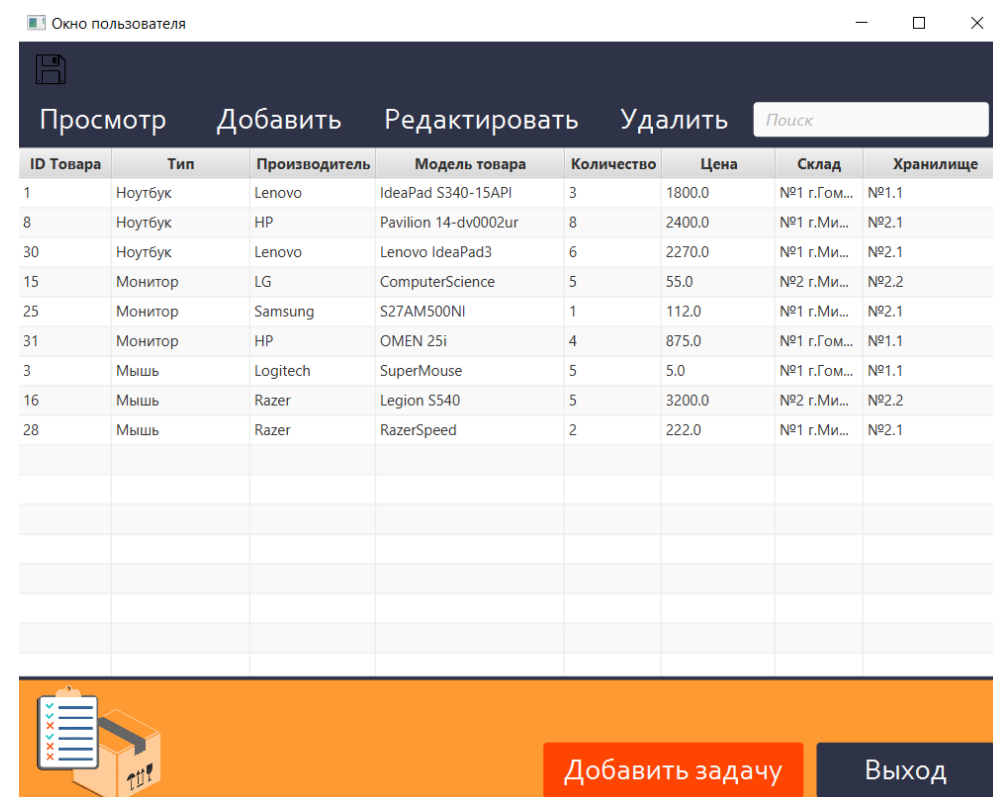 Окно пользователя
Просмотр Добавить Редактировать Удалить Поиск
ID Товара Тип Производитель Модель товара Количество Цена Склад Хранилище
1 Ноутбук Lenovo IdeaPad S340-15API 3 1800.0 №1 г.Гом... №1.1
8 Ноутбук HP Pavilion 14-dv0002ur 8 2400.0 №1 г.Ми... №2.1
30 Ноутбук Lenovo Lenovo IdeaPad3 6 2270.0 №1 г.Ми... №2.1
15 Монитор LG ComputerScience 5 55.0 №2 г.Ми... №2.2
25 Монитор Samsung S27AM500NI 1 112.0 №1 г.Ми... №2.1
31 Монитор HP OMEN 25i 4 875.0 №1 г.Гом... №1.1
3 Мышь Logitech SuperMouse 5 5.0 №1 г.Гом... №1.1
16 Мышь Razer Legion S540 5 3200.0 №2 г.Ми... №2.2
28 Мышь Razer RazerSpeed 2 222.0 №1 г.Ми... №2.1
Добавить задачу Выход